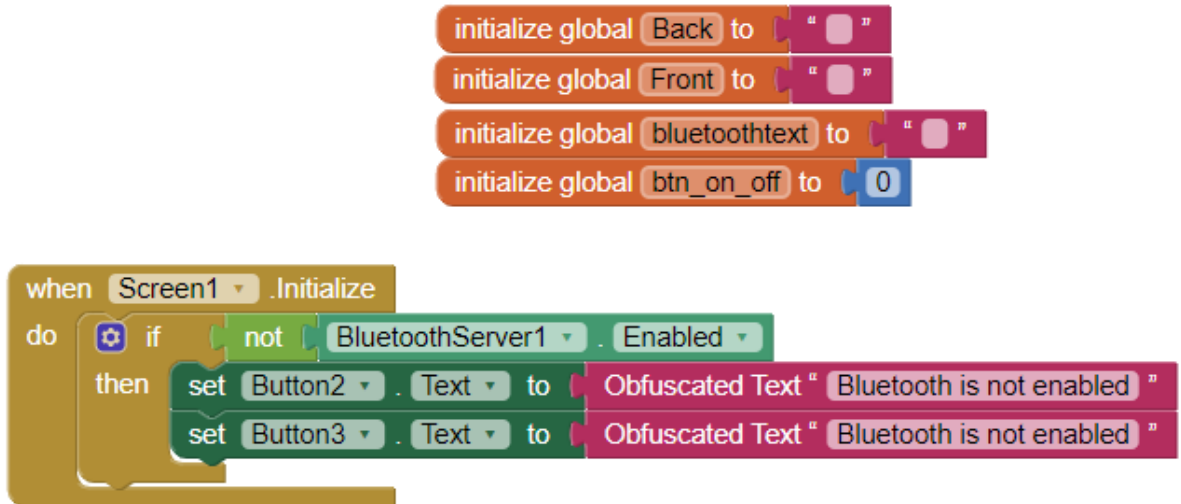 initialize global Back to " "
initialize global Front to " "
initialize global bluetoothtext to " "
initialize global btn_on_off to 0
when Screen1 .Initialize
do if not BluetoothServer1 . Enabled
then set Button2 . Text to Obfuscated Text " Bluetooth is not enabled "
set Button3 . Text to Obfuscated Text " Bluetooth is not enabled "